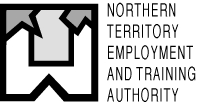 NORTHERN
TERRITORY
EMPLOYMENT
AND TRAINING
AUTHORITY